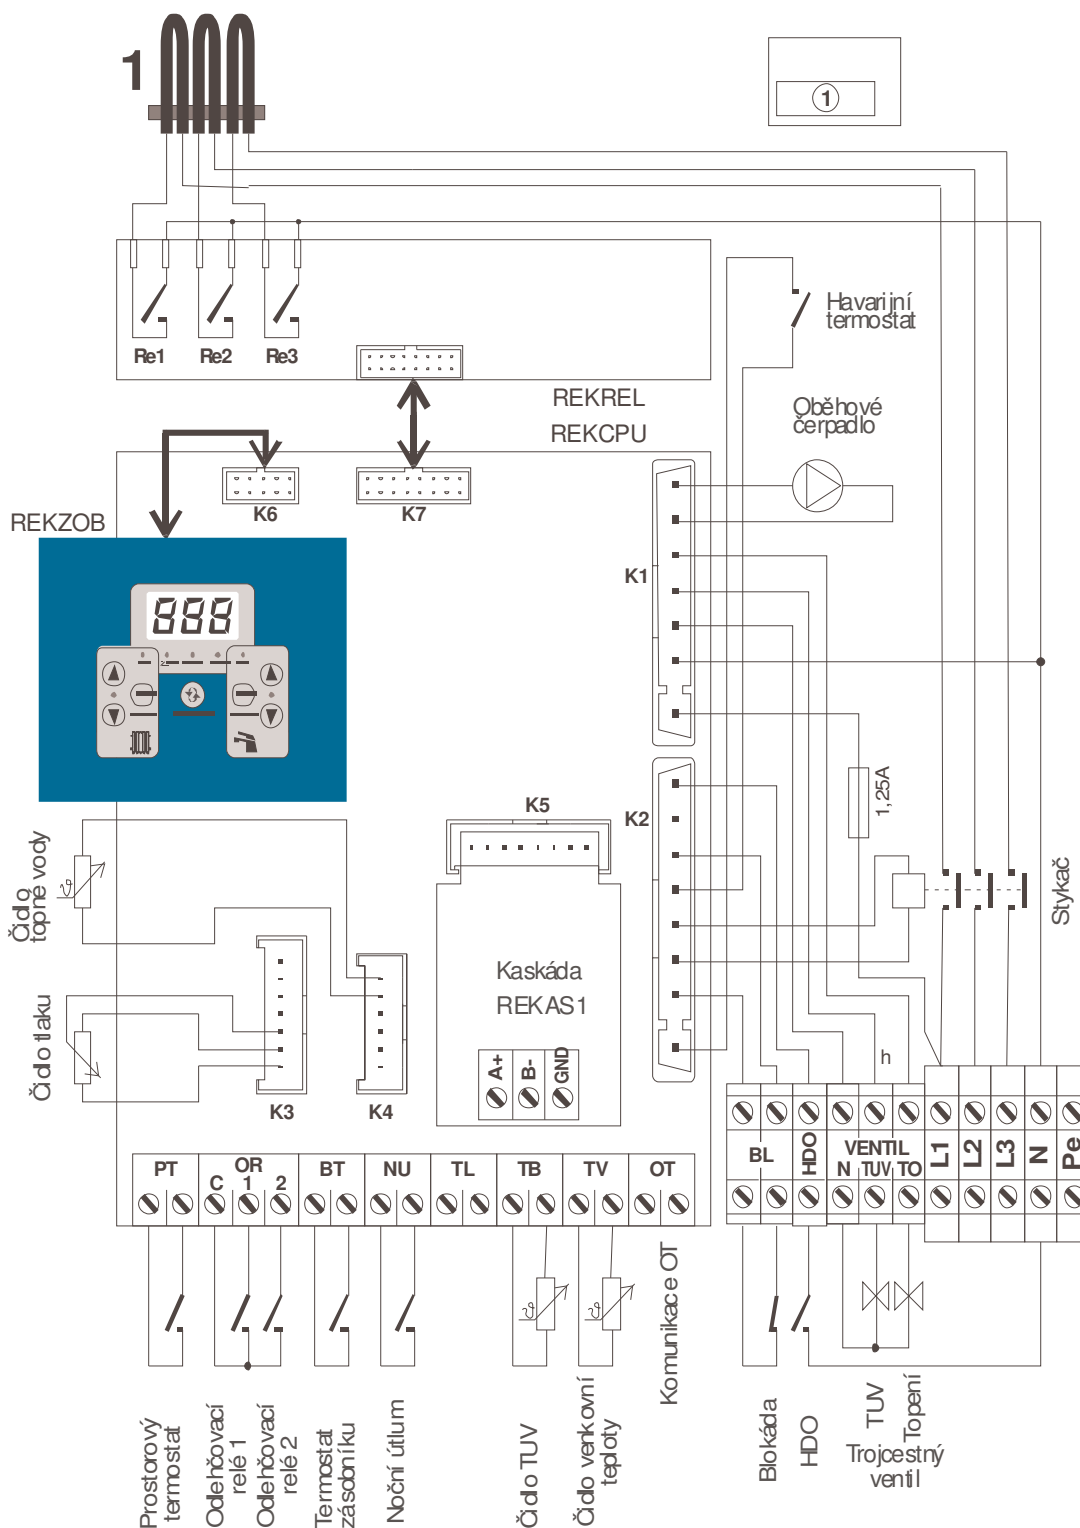 1
1
Re1 Re2 Re3
Havarijní
termostat
REKREL
REKCPU
Oběhové
čerpadlo
K6
K7
REKZOB
K1
888
1,25A
K5
K2
Čidlo
topné vody
Stykač
Kaskáda
REKAS1
Čidlo tlaku
A+ B- GND
h
K3
K4
PT OR BT NU TL TB TV OT
C 1 2
BL HDO VENTIL L1 L2 L3 N Pe
N TUV TO
Prostorový
termostat
Odlehčovací
relé 1
Odlehčovací
relé 2
Termostat
zásobníku
Noční útlum
Čidlo TUV
Čidlo venkovní
teploty
Komunikace OT
Blokáda
HDO
TUV
Topení
Trojcestný
ventil